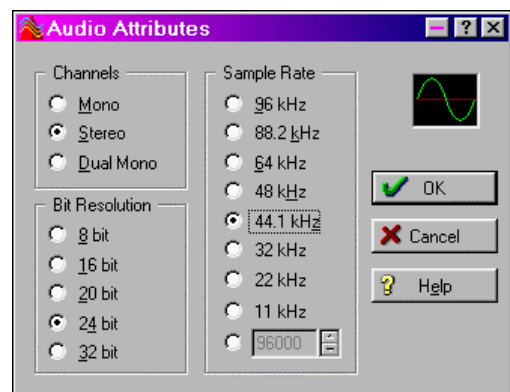 Audio Attributes
Channels
Mono
Stereo
Dual Mono
Bit Resolution
8 bit
16 bit
20 bit
24 bit
32 bit
Sample Rate
96 kHz
88.2 kHz
64 kHz
48 kHz
44.1 kHz
32 kHz
22 kHz
11 kHz
96000
OK
Cancel
Help